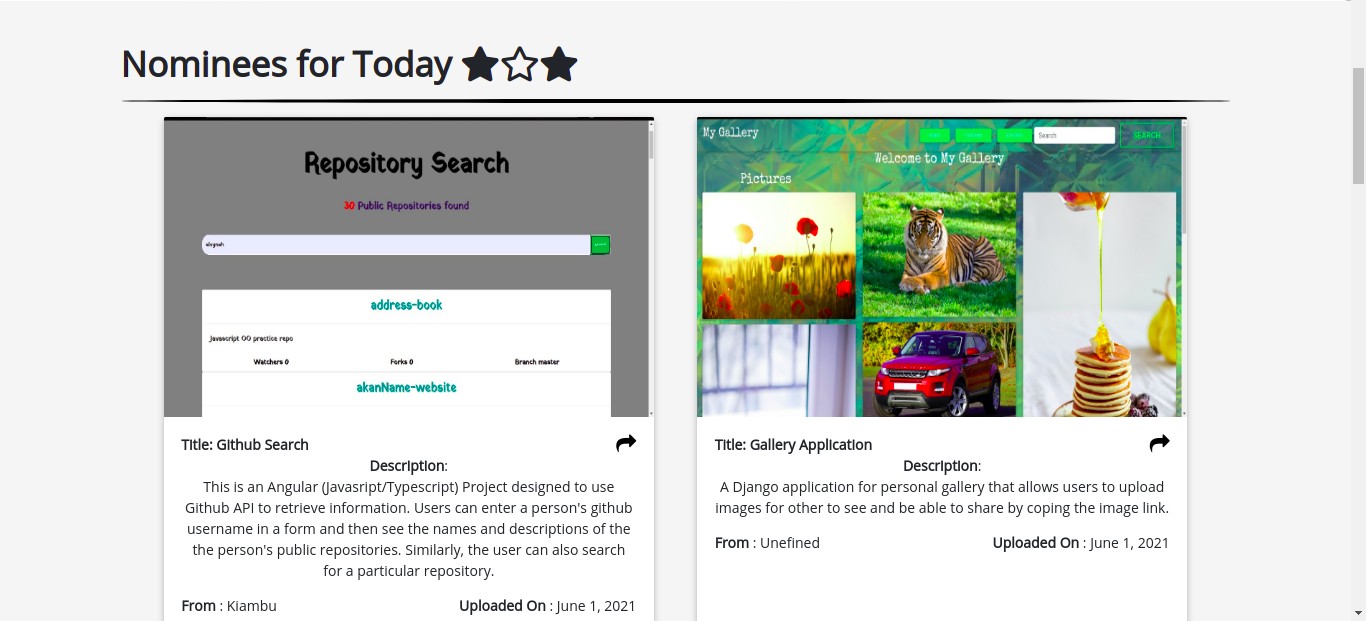 Nominees for Today
Repository Search
30 Public Repositories found
address-book
Javascript OO practice repo
Watchers 0 Forks 0 Branch master
akanName-website
Title: Github Search
Description:
This is an Angular (Javasript/Typescript) Project designed to use
Github API to retrieve information. Users can enter a person's github
username in a form and then see the names and descriptions of the
the person's public repositories. Similarly, the user can also search
for a particular repository.
From : Kiambu Uploaded On : June 1, 2021
My Gallery
Search SEARCH
Welcome to My Gallery
Pictures
Title: Gallery Application
Description:
A Django application for personal gallery that allows users to upload
images for other to see and be able to share by coping the image link.
From : Unefined Uploaded On : June 1, 2021